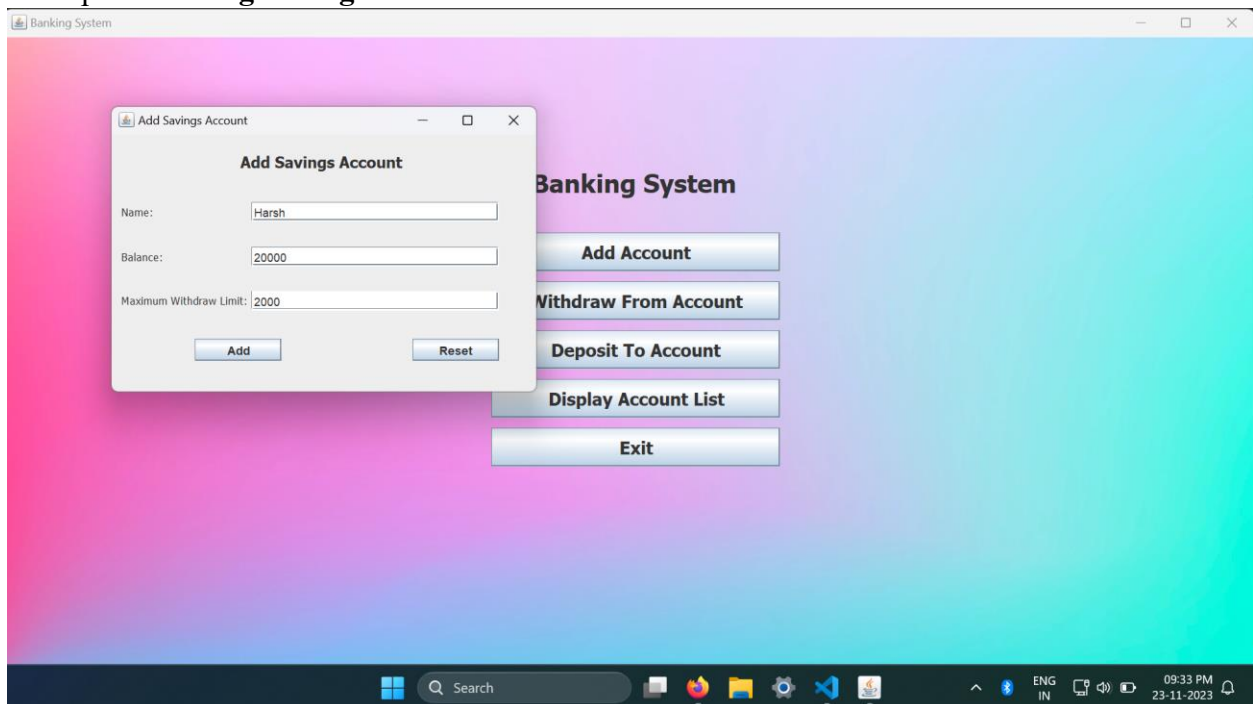 Banking System
Add Savings Account
Add Savings Account
Name:
Harsh
Balance:
20000
Maximum Withdraw Limit:
2000
Add
Reset
Banking System
Add Account
Withdraw From Account
Deposit To Account
Display Account List
Exit
Search
ENG
IN
09:33 PM
23-11-2023